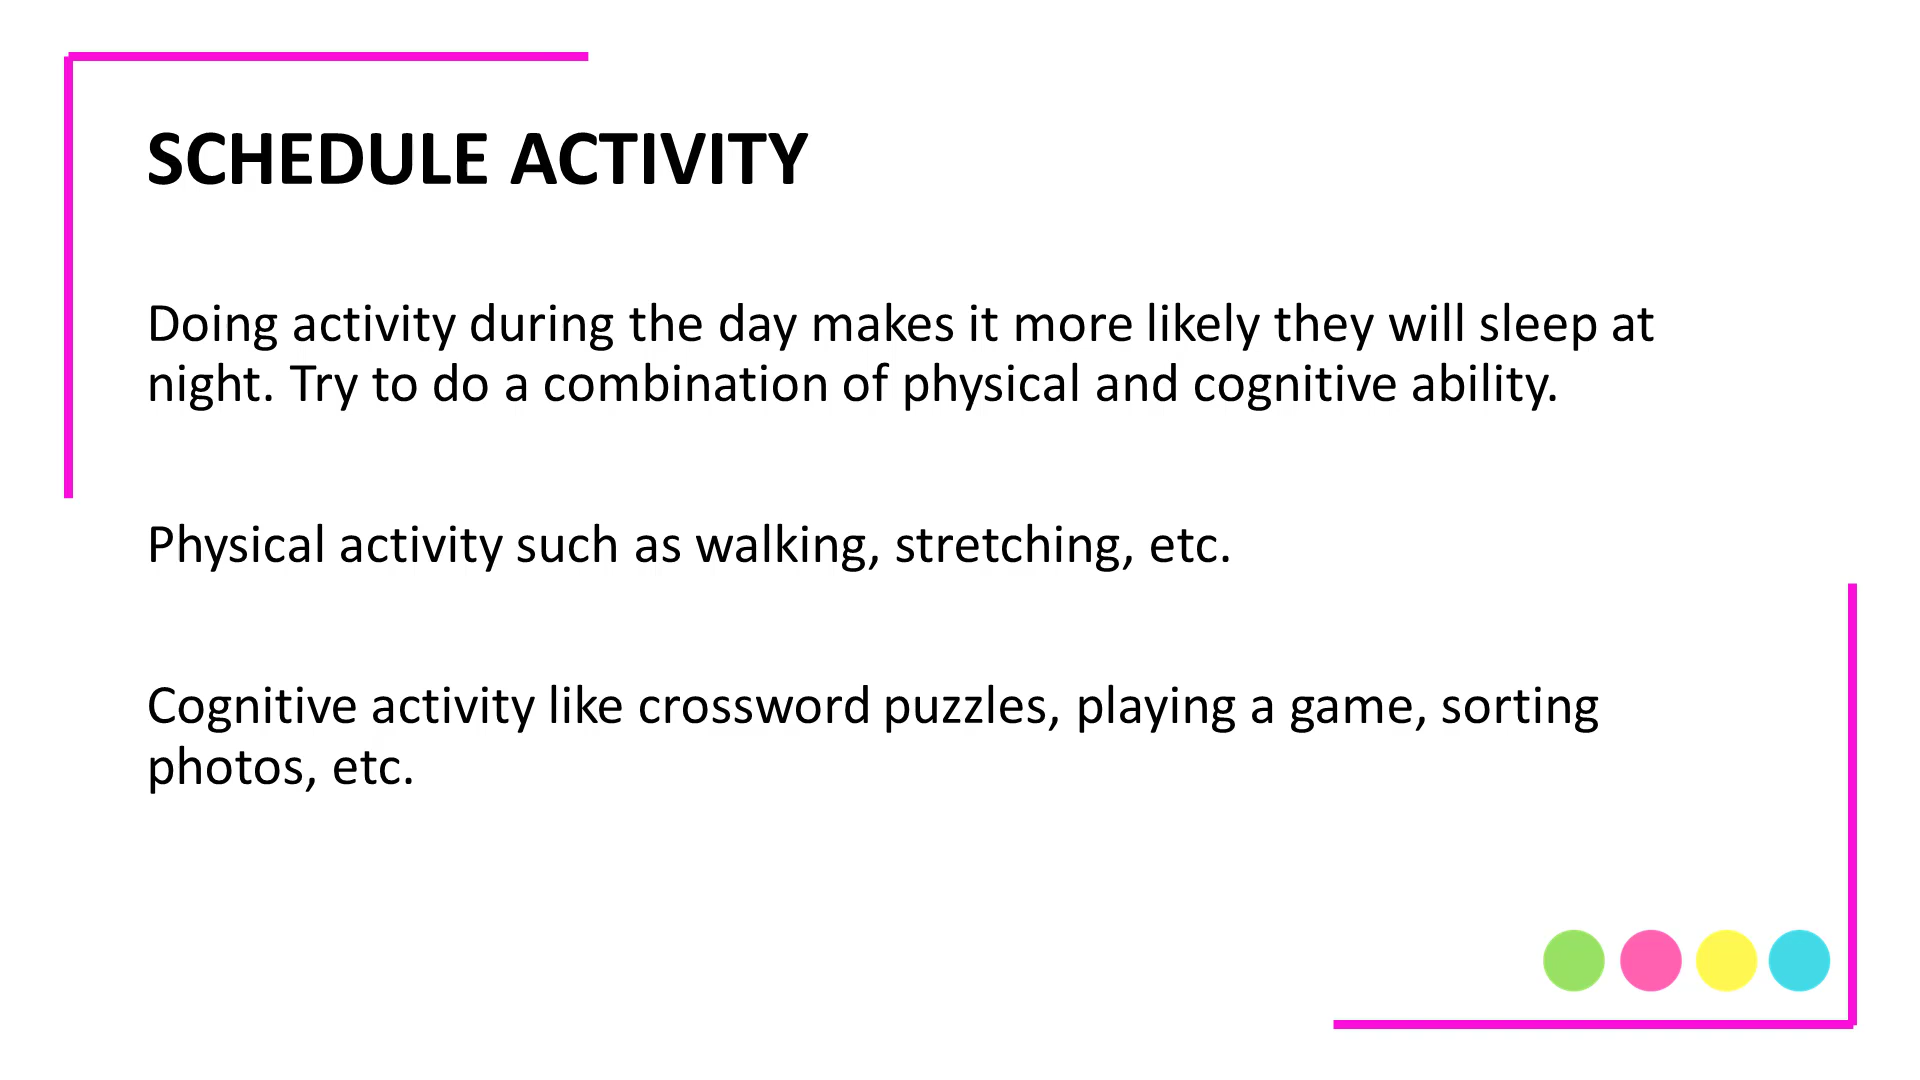 SCHEDULE ACTIVITY
Doing activity during the day makes it more likely they will sleep at
night. Try to do a combination of physical and cognitive ability.
Physical activity such as walking, stretching, etc.
Cognitive activity like crossword puzzles, playing a game, sorting
photos, etc.